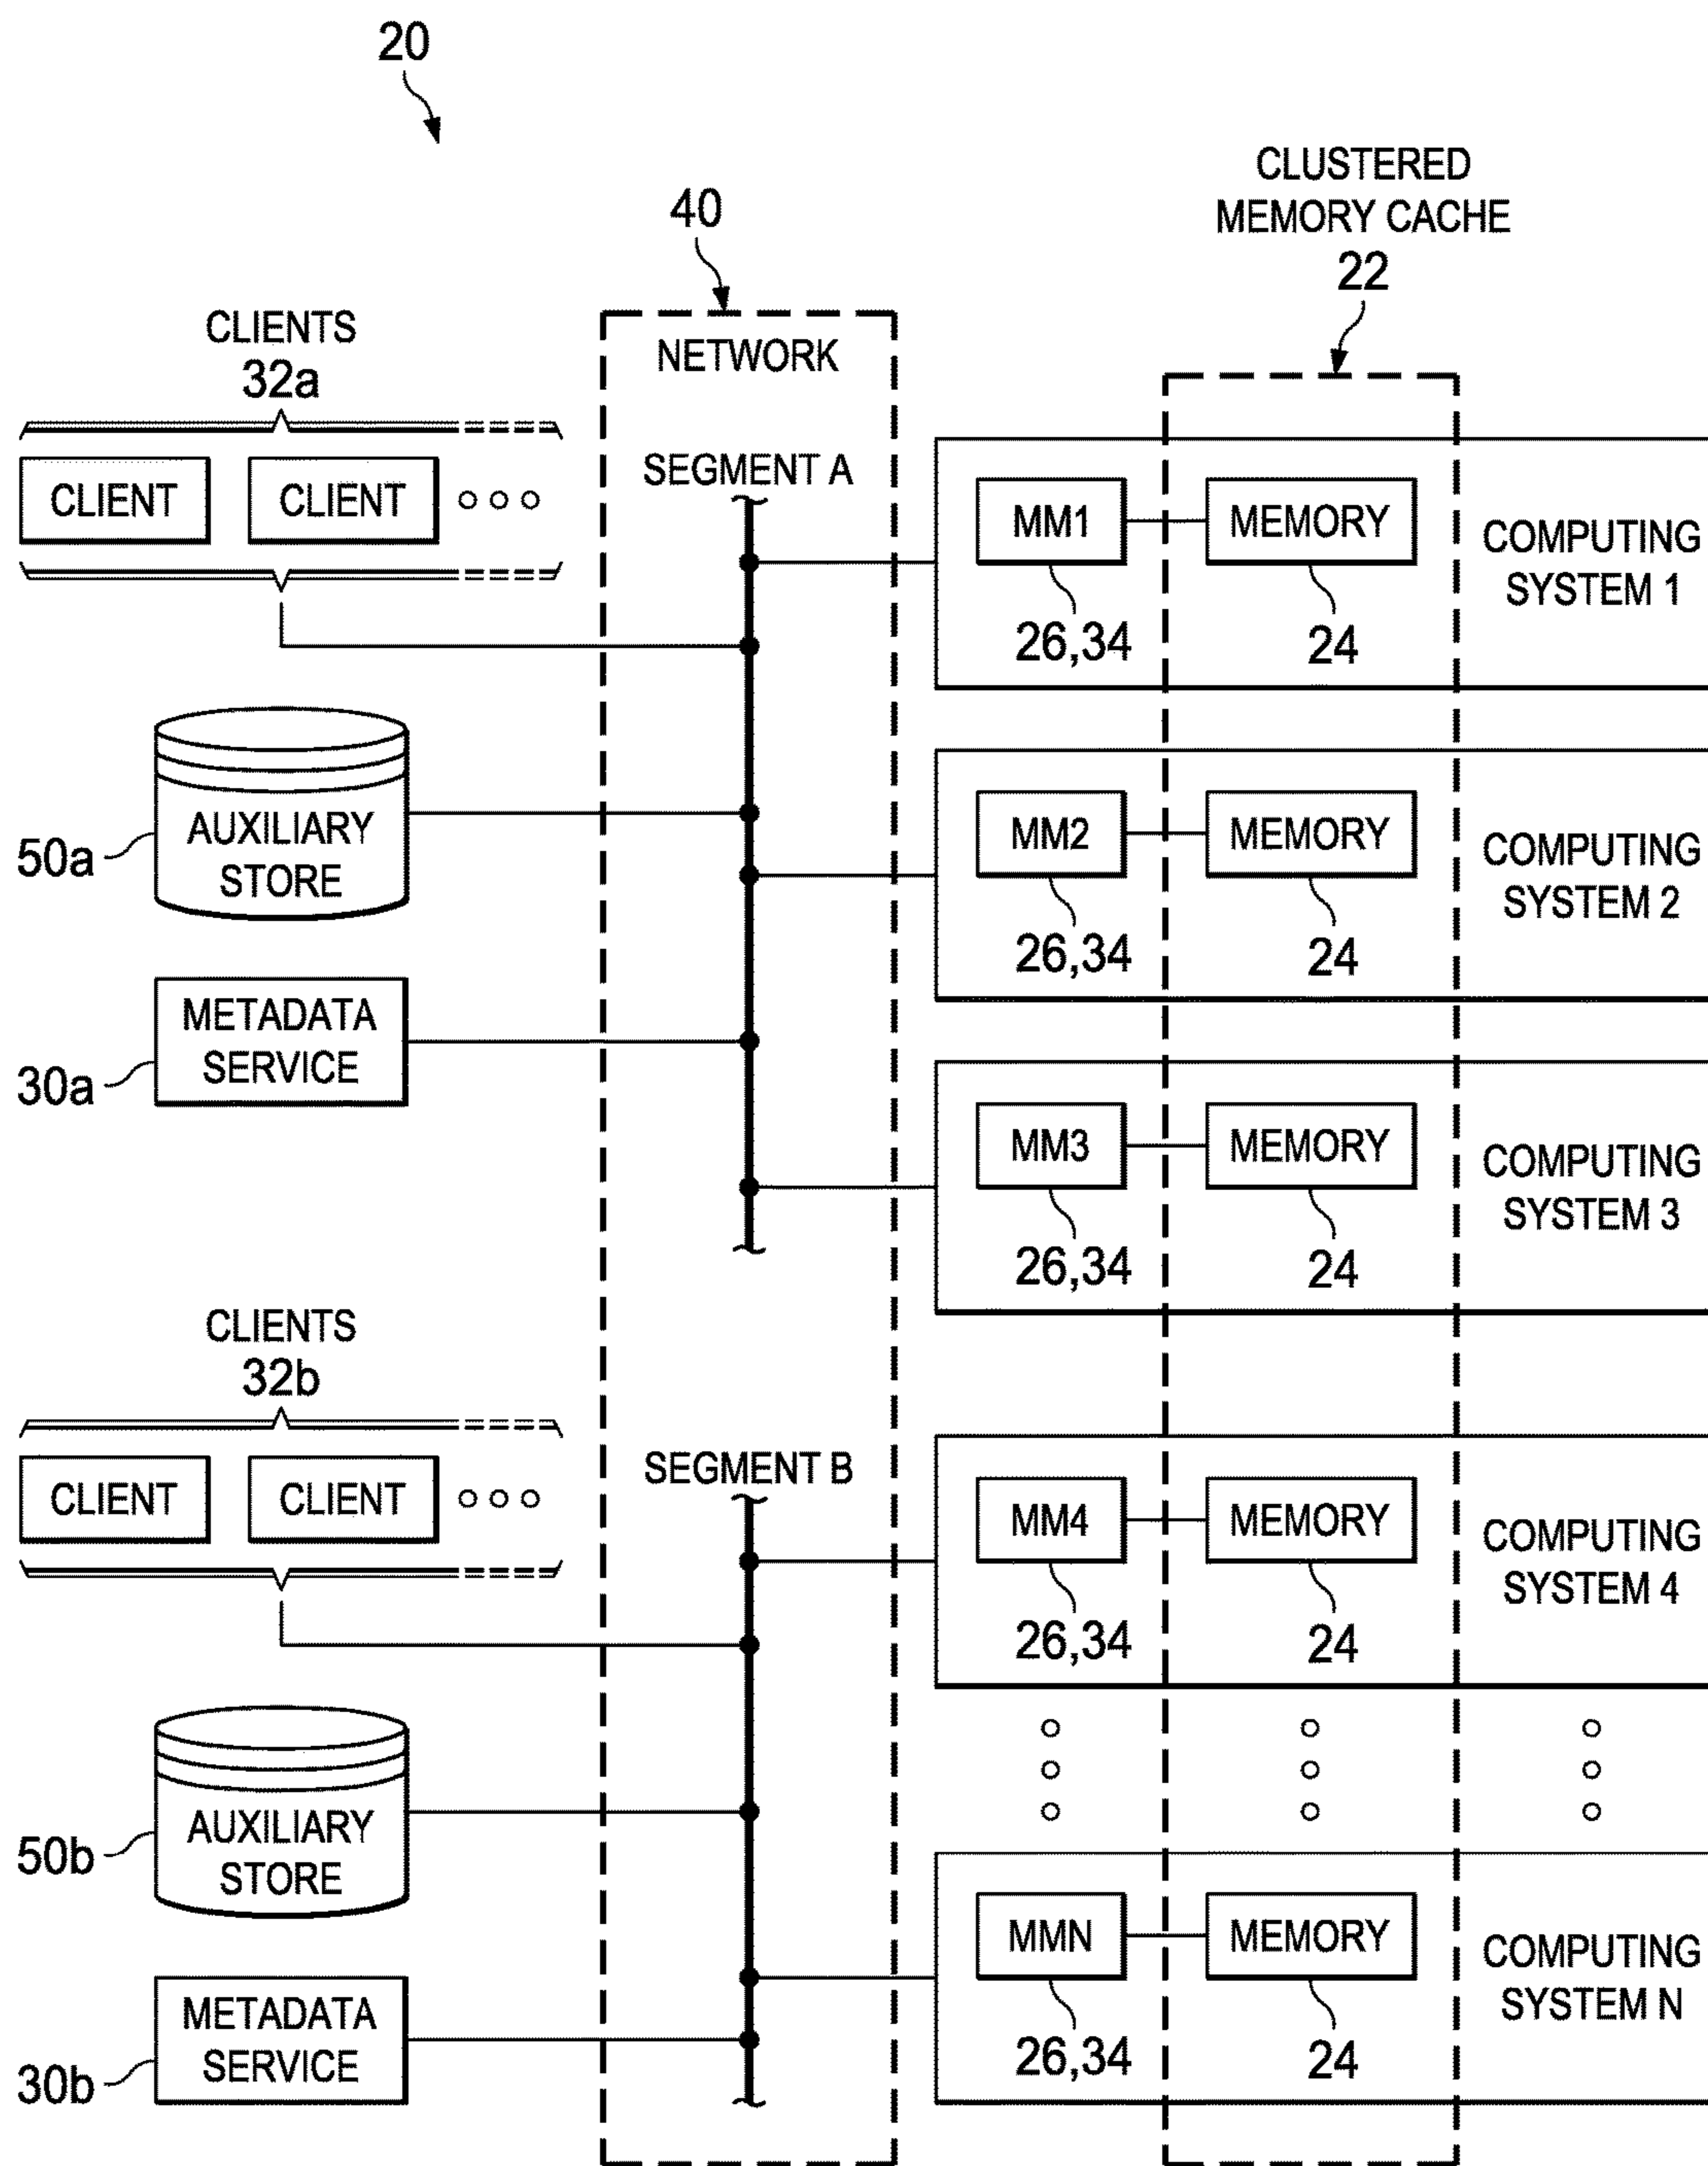 20
CLUSTERED
MEMORY CACHE
22
40
NETWORK
CLIENTS
32a
CLIENT
CLIENT
SEGMENT A
MM1
MEMORY
26,34
24
COMPUTING
SYSTEM 1
AUXILIARY
STORE
50a
MM2
MEMORY
26,34
24
COMPUTING
SYSTEM 2
METADATA
SERVICE
30a
MM3
MEMORY
26,34
24
COMPUTING
SYSTEM 3
CLIENTS
32b
CLIENT
CLIENT
SEGMENT B
MM4
MEMORY
26,34
24
COMPUTING
SYSTEM 4
AUXILIARY
STORE
50b
MMN
MEMORY
26,34
24
COMPUTING
SYSTEM N
METADATA
SERVICE
30b